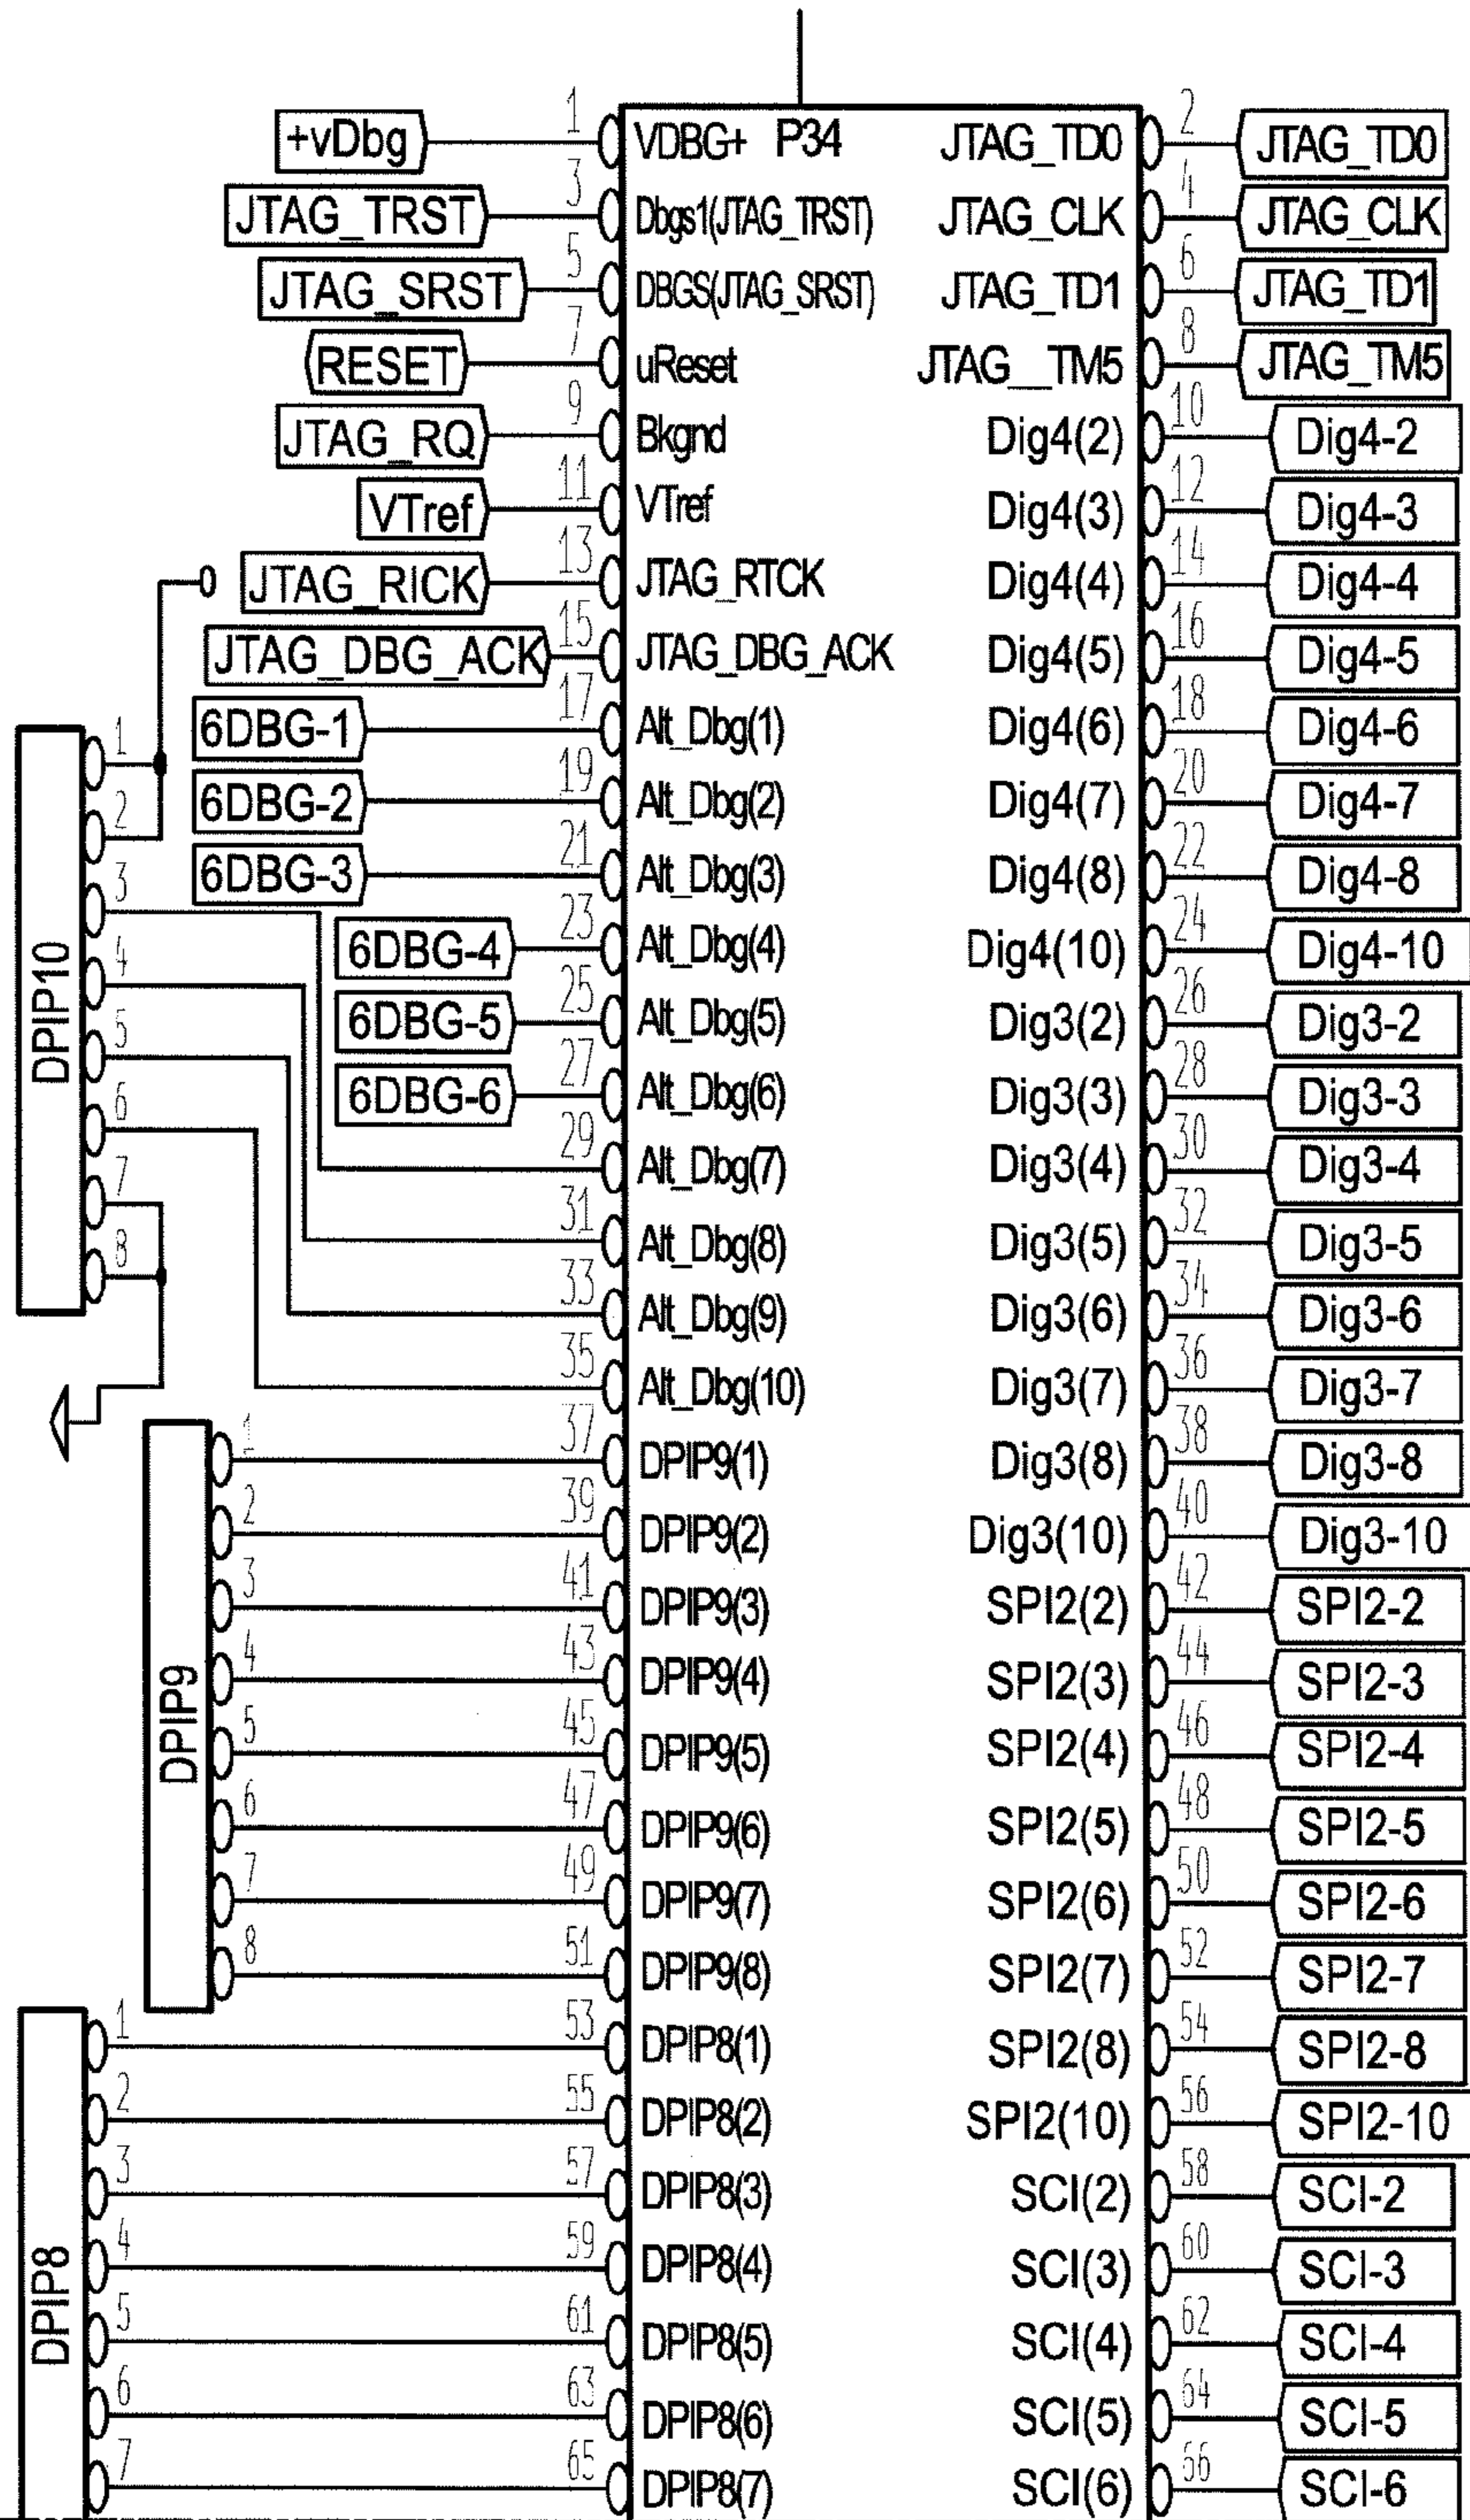 +vDbg 1 VDBG+ P34 JTAG_TD0 2 JTAG_TD0
JTAG_TRST 3 Dbgs1(JTAG_TRST) JTAG_CLK 4 JTAG_CLK
JTAG_SRST 5 DBGS(JTAG_SRST) JTAG_TD1 6 JTAG_TD1
RESET 7 uReset JTAG__TM5 8 JTAG_TM5
JTAG_RQ 9 Bkgnd Dig4(2) 10 Dig4-2
VTref 11 VTref Dig4(3) 12 Dig4-3
JTAG_RICK 13 JTAG_RTCK Dig4(4) 14 Dig4-4
JTAG_DBG_ACK 15 JTAG_DBG_ACK Dig4(5) 16 Dig4-5
6DBG-1 17 Alt_Dbg(1) Dig4(6) 18 Dig4-6
6DBG-2 19 Alt_Dbg(2) Dig4(7) 20 Dig4-7
6DBG-3 21 Alt_Dbg(3) Dig4(8) 22 Dig4-8
6DBG-4 23 Alt_Dbg(4) Dig4(10) 24 Dig4-10
6DBG-5 25 Alt_Dbg(5) Dig3(2) 26 Dig3-2
6DBG-6 27 Alt_Dbg(6) Dig3(3) 28 Dig3-3
29 Alt_Dbg(7) Dig3(4) 30 Dig3-4
31 Alt_Dbg(8) Dig3(5) 32 Dig3-5
33 Alt_Dbg(9) Dig3(6) 34 Dig3-6
35 Alt_Dbg(10) Dig3(7) 36 Dig3-7
DPIP10
1
2
3
4
5
6
7
8
1 37 DPIP9(1) Dig3(8) 38 Dig3-8
2 39 DPIP9(2) Dig3(10) 40 Dig3-10
3 41 DPIP9(3) SPI2(2) 42 SPI2-2
4 43 DPIP9(4) SPI2(3) 44 SPI2-3
DPIP9
5 45 DPIP9(5) SPI2(4) 46 SPI2-4
6 47 DPIP9(6) SPI2(5) 48 SPI2-5
7 49 DPIP9(7) SPI2(6) 50 SPI2-6
8 51 DPIP9(8) SPI2(7) 52 SPI2-7
1 53 DPIP8(1) SPI2(8) 54 SPI2-8
2 55 DPIP8(2) SPI2(10) 56 SPI2-10
3 57 DPIP8(3) SCI(2) 58 SCI-2
4 59 DPIP8(4) SCI(3) 60 SCI-3
DPIP8
5 61 DPIP8(5) SCI(4) 62 SCI-4
6 63 DPIP8(6) SCI(5) 64 SCI-5
7 65 DPIP8(7) SCI(6) 66 SCI-6